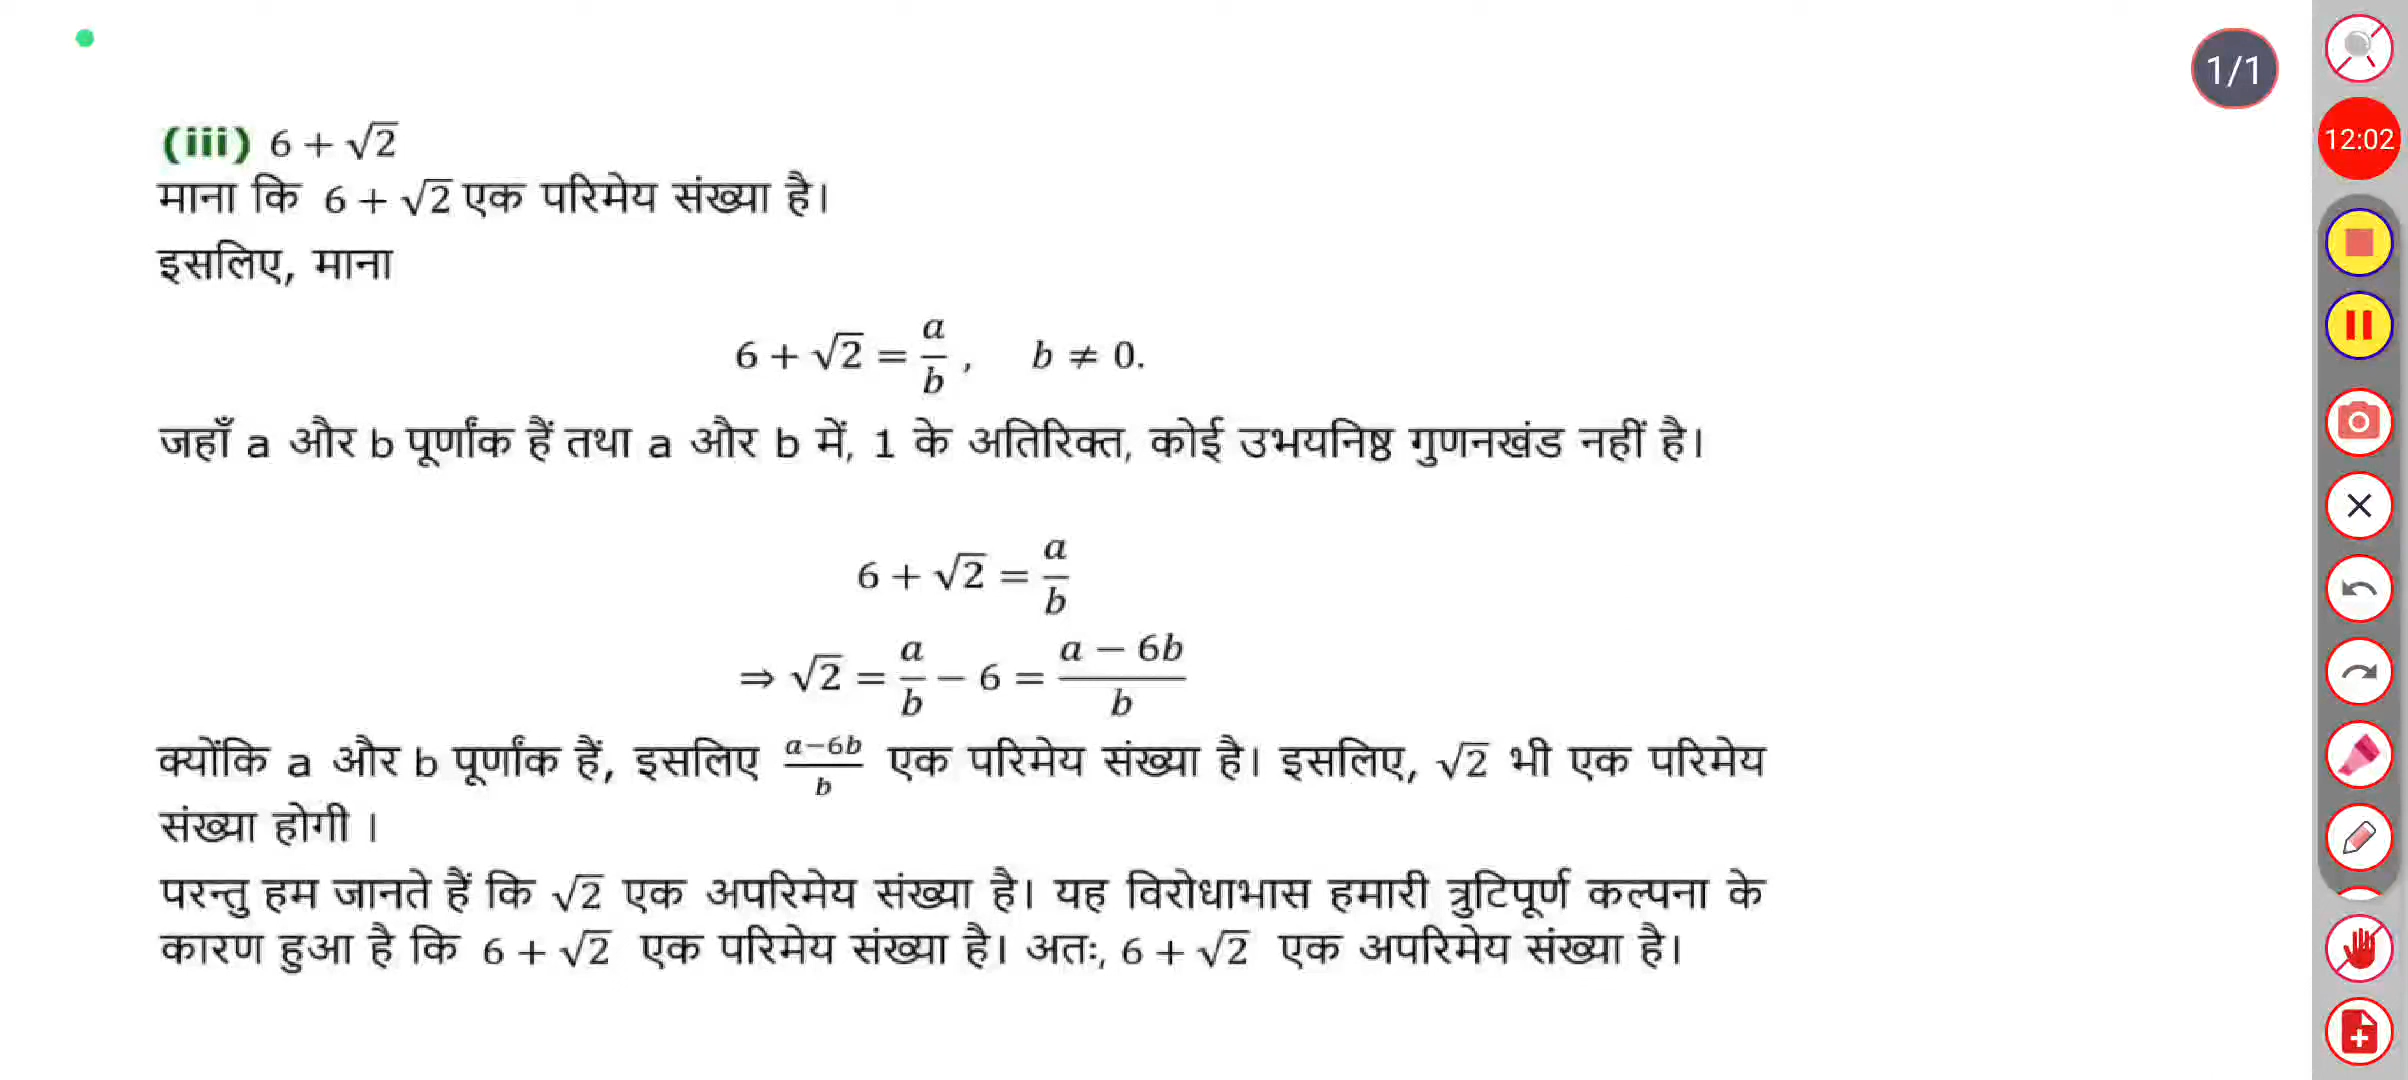 1/1
12:02
(iii) 6 + √2
माना कि 6 + √2 एक परिमेय संख्या है।
इसलिए, माना
6 + √2 = a/b , b ≠ 0.
जहाँ a और b पूर्णांक हैं तथा a और b में, 1 के अतिरिक्त, कोई उभयनिष्ठ गुणनखंड नहीं है।
6 + √2 = a/b
⇒ √2 = a/b − 6 = (a − 6b)/b
क्योंकि a और b पूर्णांक हैं, इसलिए (a−6b)/b एक परिमेय संख्या है। इसलिए, √2 भी एक परिमेय
संख्या होगी ।
परन्तु हम जानते हैं कि √2 एक अपरिमेय संख्या है। यह विरोधाभास हमारी त्रुटिपूर्ण कल्पना के
कारण हुआ है कि 6 + √2 एक परिमेय संख्या है। अतः, 6 + √2 एक अपरिमेय संख्या है।